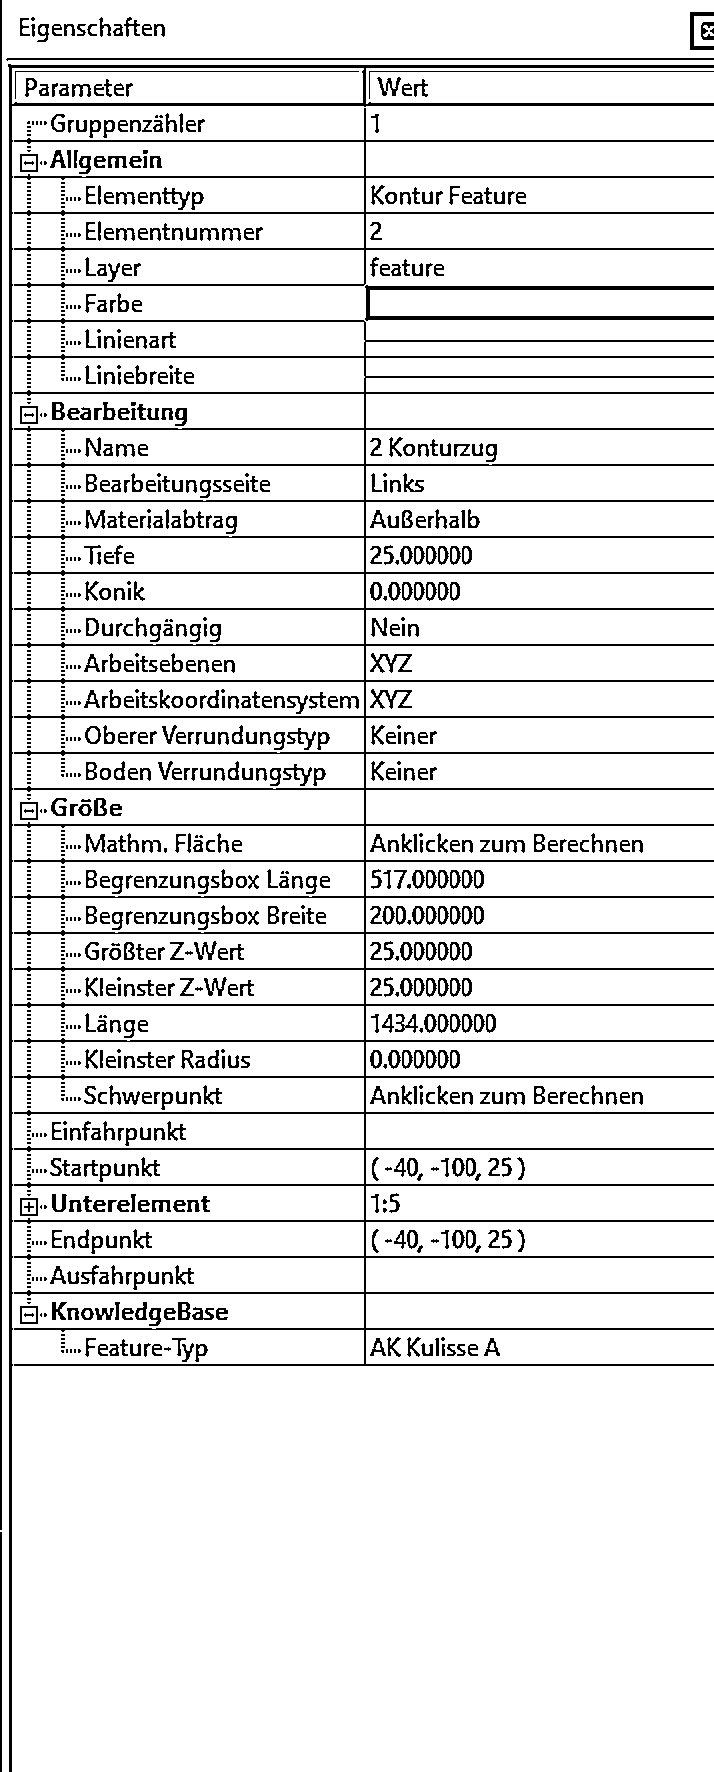 Eigenschaften
Parameter Wert
Gruppenzähler 1
Allgemein
Elementtyp Kontur Feature
Elementnummer 2
Layer feature
Farbe
Linienart
Liniebreite
Bearbeitung
Name 2 Konturzug
Bearbeitungsseite Links
Materialabtrag Außerhalb
Tiefe 25.000000
Konik 0.000000
Durchgängig Nein
Arbeitsebenen XYZ
Arbeitskoordinatensystem XYZ
Oberer Verrundungstyp Keiner
Boden Verrundungstyp Keiner
Größe
Mathm. Fläche Anklicken zum Berechnen
Begrenzungsbox Länge 517.000000
Begrenzungsbox Breite 200.000000
Größter Z-Wert 25.000000
Kleinster Z-Wert 25.000000
Länge 1434.000000
Kleinster Radius 0.000000
Schwerpunkt Anklicken zum Berechnen
Einfahrpunkt
Startpunkt ( -40, -100, 25 )
Unterelement 1:5
Endpunkt ( -40, -100, 25 )
Ausfahrpunkt
KnowledgeBase
Feature-Typ AK Kulisse A